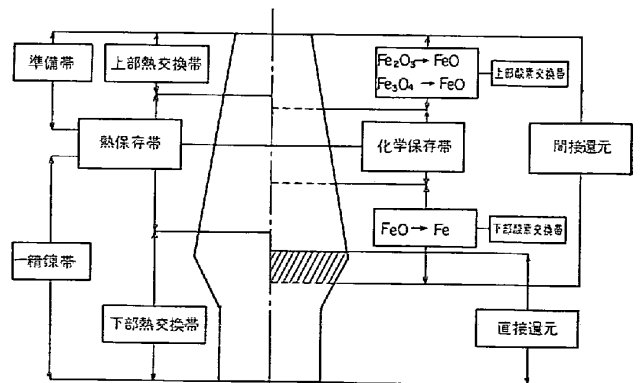 準備帯
上部熱交換帯
熱保存帯
精錬帯
下部熱交換帯
Fe₂O₃→FeO
Fe₃O₄→FeO
上部酸素交換帯
化学保存帯
間接還元
FeO→Fe
下部酸素交換帯
直接還元